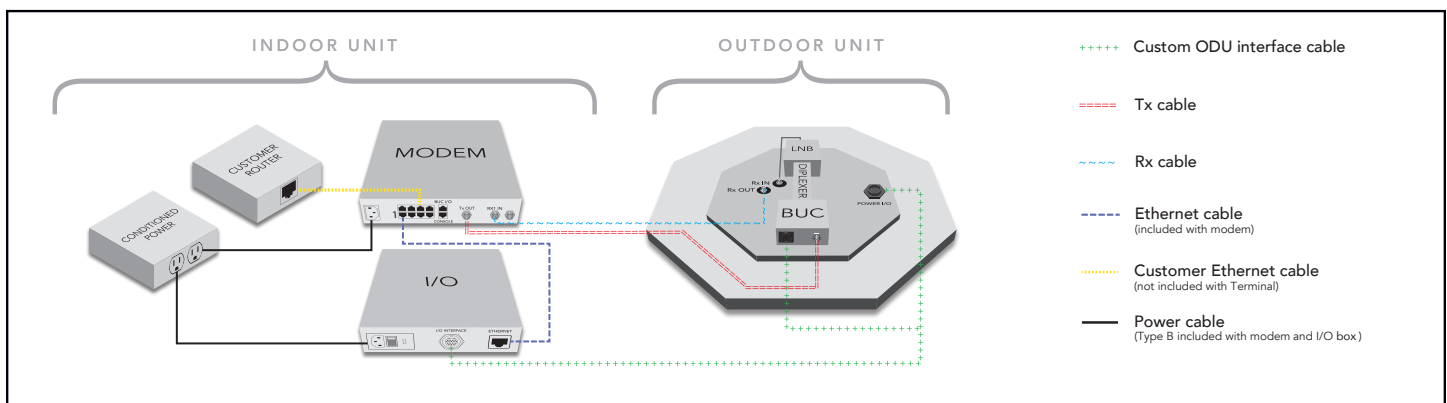 INDOOR UNIT
OUTDOOR UNIT
CUSTOMER
ROUTER
CONDITIONED
POWER
MODEM
1
BUC I/O
CONSOLE
Tx OUT
RX1 IN
I/O
I/O INTERFACE
ETHERNET
LNB
DIPLEXER
Rx IN
Rx OUT
BUC
POWER I/O
Custom ODU interface cable
Tx cable
Rx cable
Ethernet cable
(included with modem)
Customer Ethernet cable
(not included with Terminal)
Power cable
(Type B included with modem and I/O box)